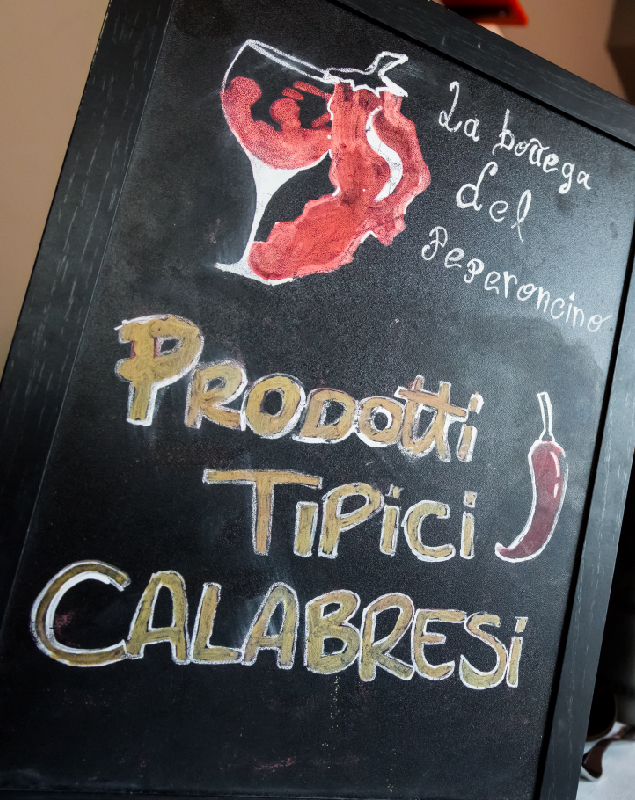 La bottega
del
Peperoncino
PRODOtti
TiPiCi
CALABRESi